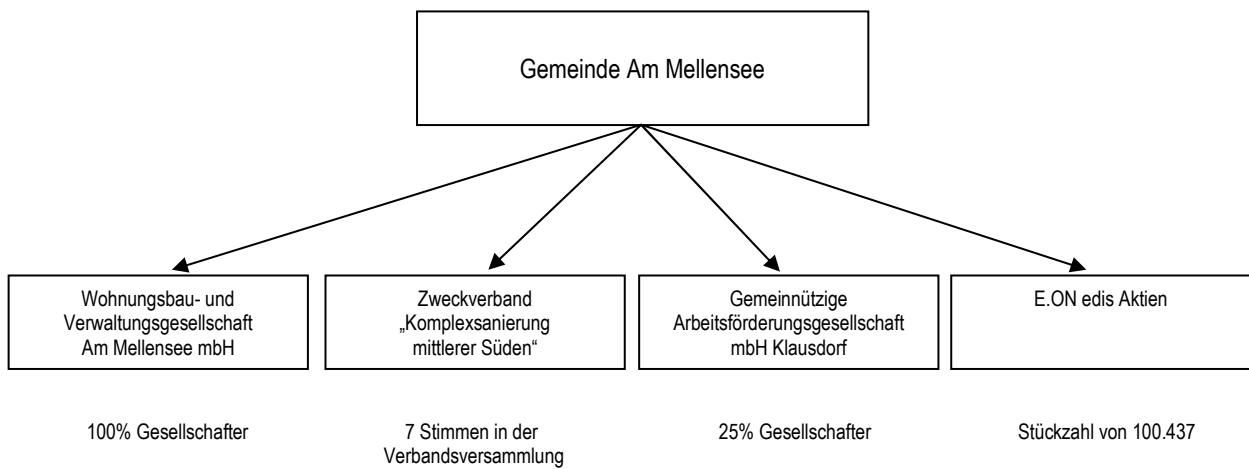 Gemeinde Am Mellensee
Wohnungsbau- und
Verwaltungsgesellschaft
Am Mellensee mbH
Zweckverband
„Komplexsanierung
mittlerer Süden“
Gemeinnützige
Arbeitsförderungsgesellschaft
mbH Klausdorf
E.ON edis Aktien
100% Gesellschafter
7 Stimmen in der
Verbandsversammlung
25% Gesellschafter
Stückzahl von 100.437